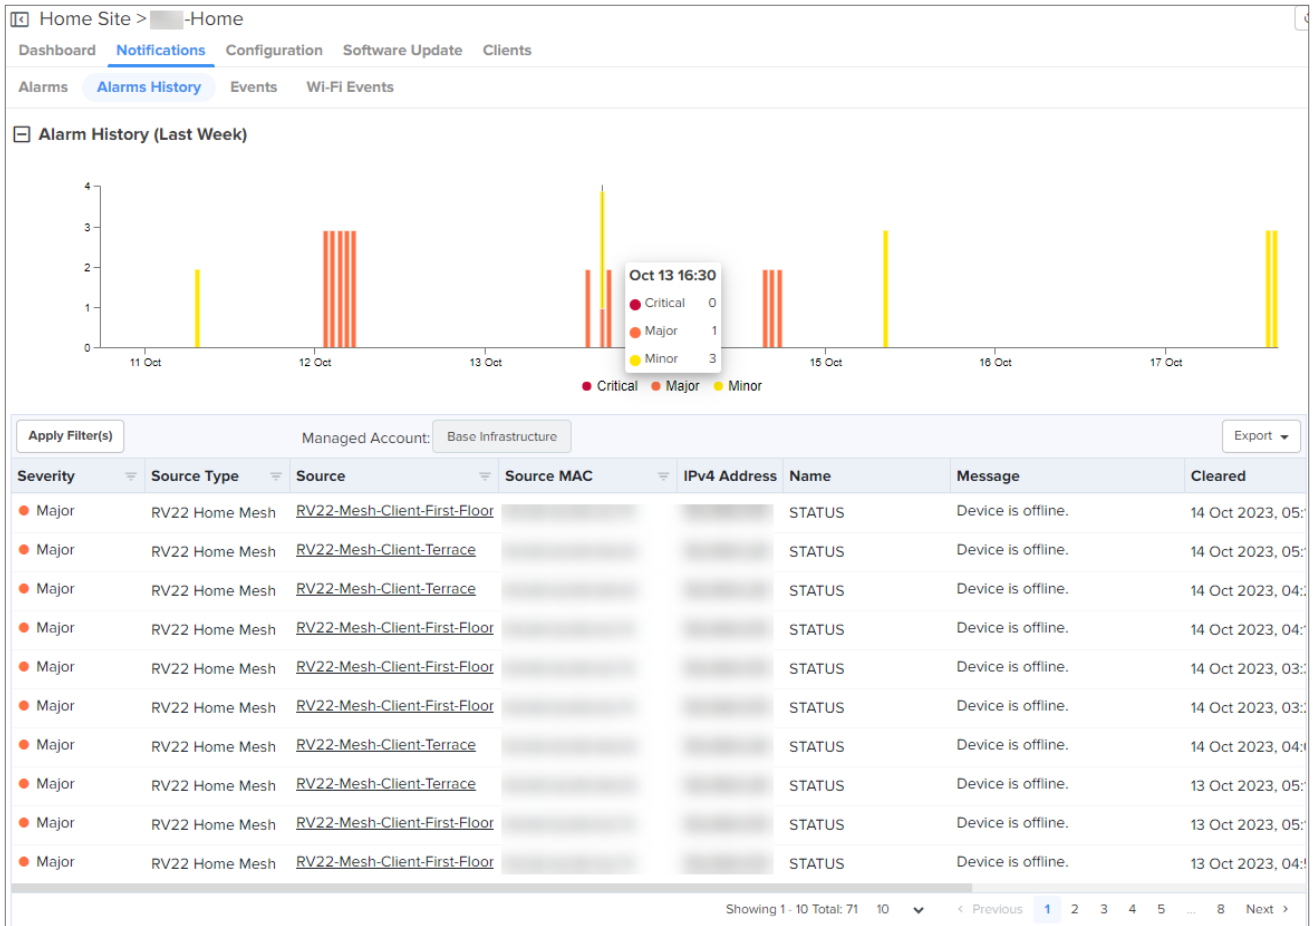 Home Site > -Home
Dashboard Notifications Configuration Software Update Clients
Alarms Alarms History Events Wi-Fi Events
Alarm History (Last Week)
4
3
2
1
0
11 Oct 12 Oct 13 Oct 15 Oct 16 Oct 17 Oct
Oct 13 16:30
Critical 0
Major 1
Minor 3
Critical Major Minor
Apply Filter(s) Managed Account: Base Infrastructure Export
Severity Source Type Source Source MAC IPv4 Address Name Message Cleared
Major RV22 Home Mesh RV22-Mesh-Client-First-Floor STATUS Device is offline. 14 Oct 2023, 05:
Major RV22 Home Mesh RV22-Mesh-Client-Terrace STATUS Device is offline. 14 Oct 2023, 05:
Major RV22 Home Mesh RV22-Mesh-Client-Terrace STATUS Device is offline. 14 Oct 2023, 04:
Major RV22 Home Mesh RV22-Mesh-Client-First-Floor STATUS Device is offline. 14 Oct 2023, 04:
Major RV22 Home Mesh RV22-Mesh-Client-First-Floor STATUS Device is offline. 14 Oct 2023, 03:
Major RV22 Home Mesh RV22-Mesh-Client-First-Floor STATUS Device is offline. 14 Oct 2023, 03:
Major RV22 Home Mesh RV22-Mesh-Client-Terrace STATUS Device is offline. 14 Oct 2023, 04:
Major RV22 Home Mesh RV22-Mesh-Client-Terrace STATUS Device is offline. 13 Oct 2023, 05:
Major RV22 Home Mesh RV22-Mesh-Client-First-Floor STATUS Device is offline. 13 Oct 2023, 05:
Major RV22 Home Mesh RV22-Mesh-Client-First-Floor STATUS Device is offline. 13 Oct 2023, 04:
Showing 1 - 10 Total: 71 10 < Previous 1 2 3 4 5 ... 8 Next >